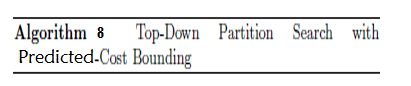 Algorithm 8 Top-Down Partition Search with
Predicted-Cost Bounding